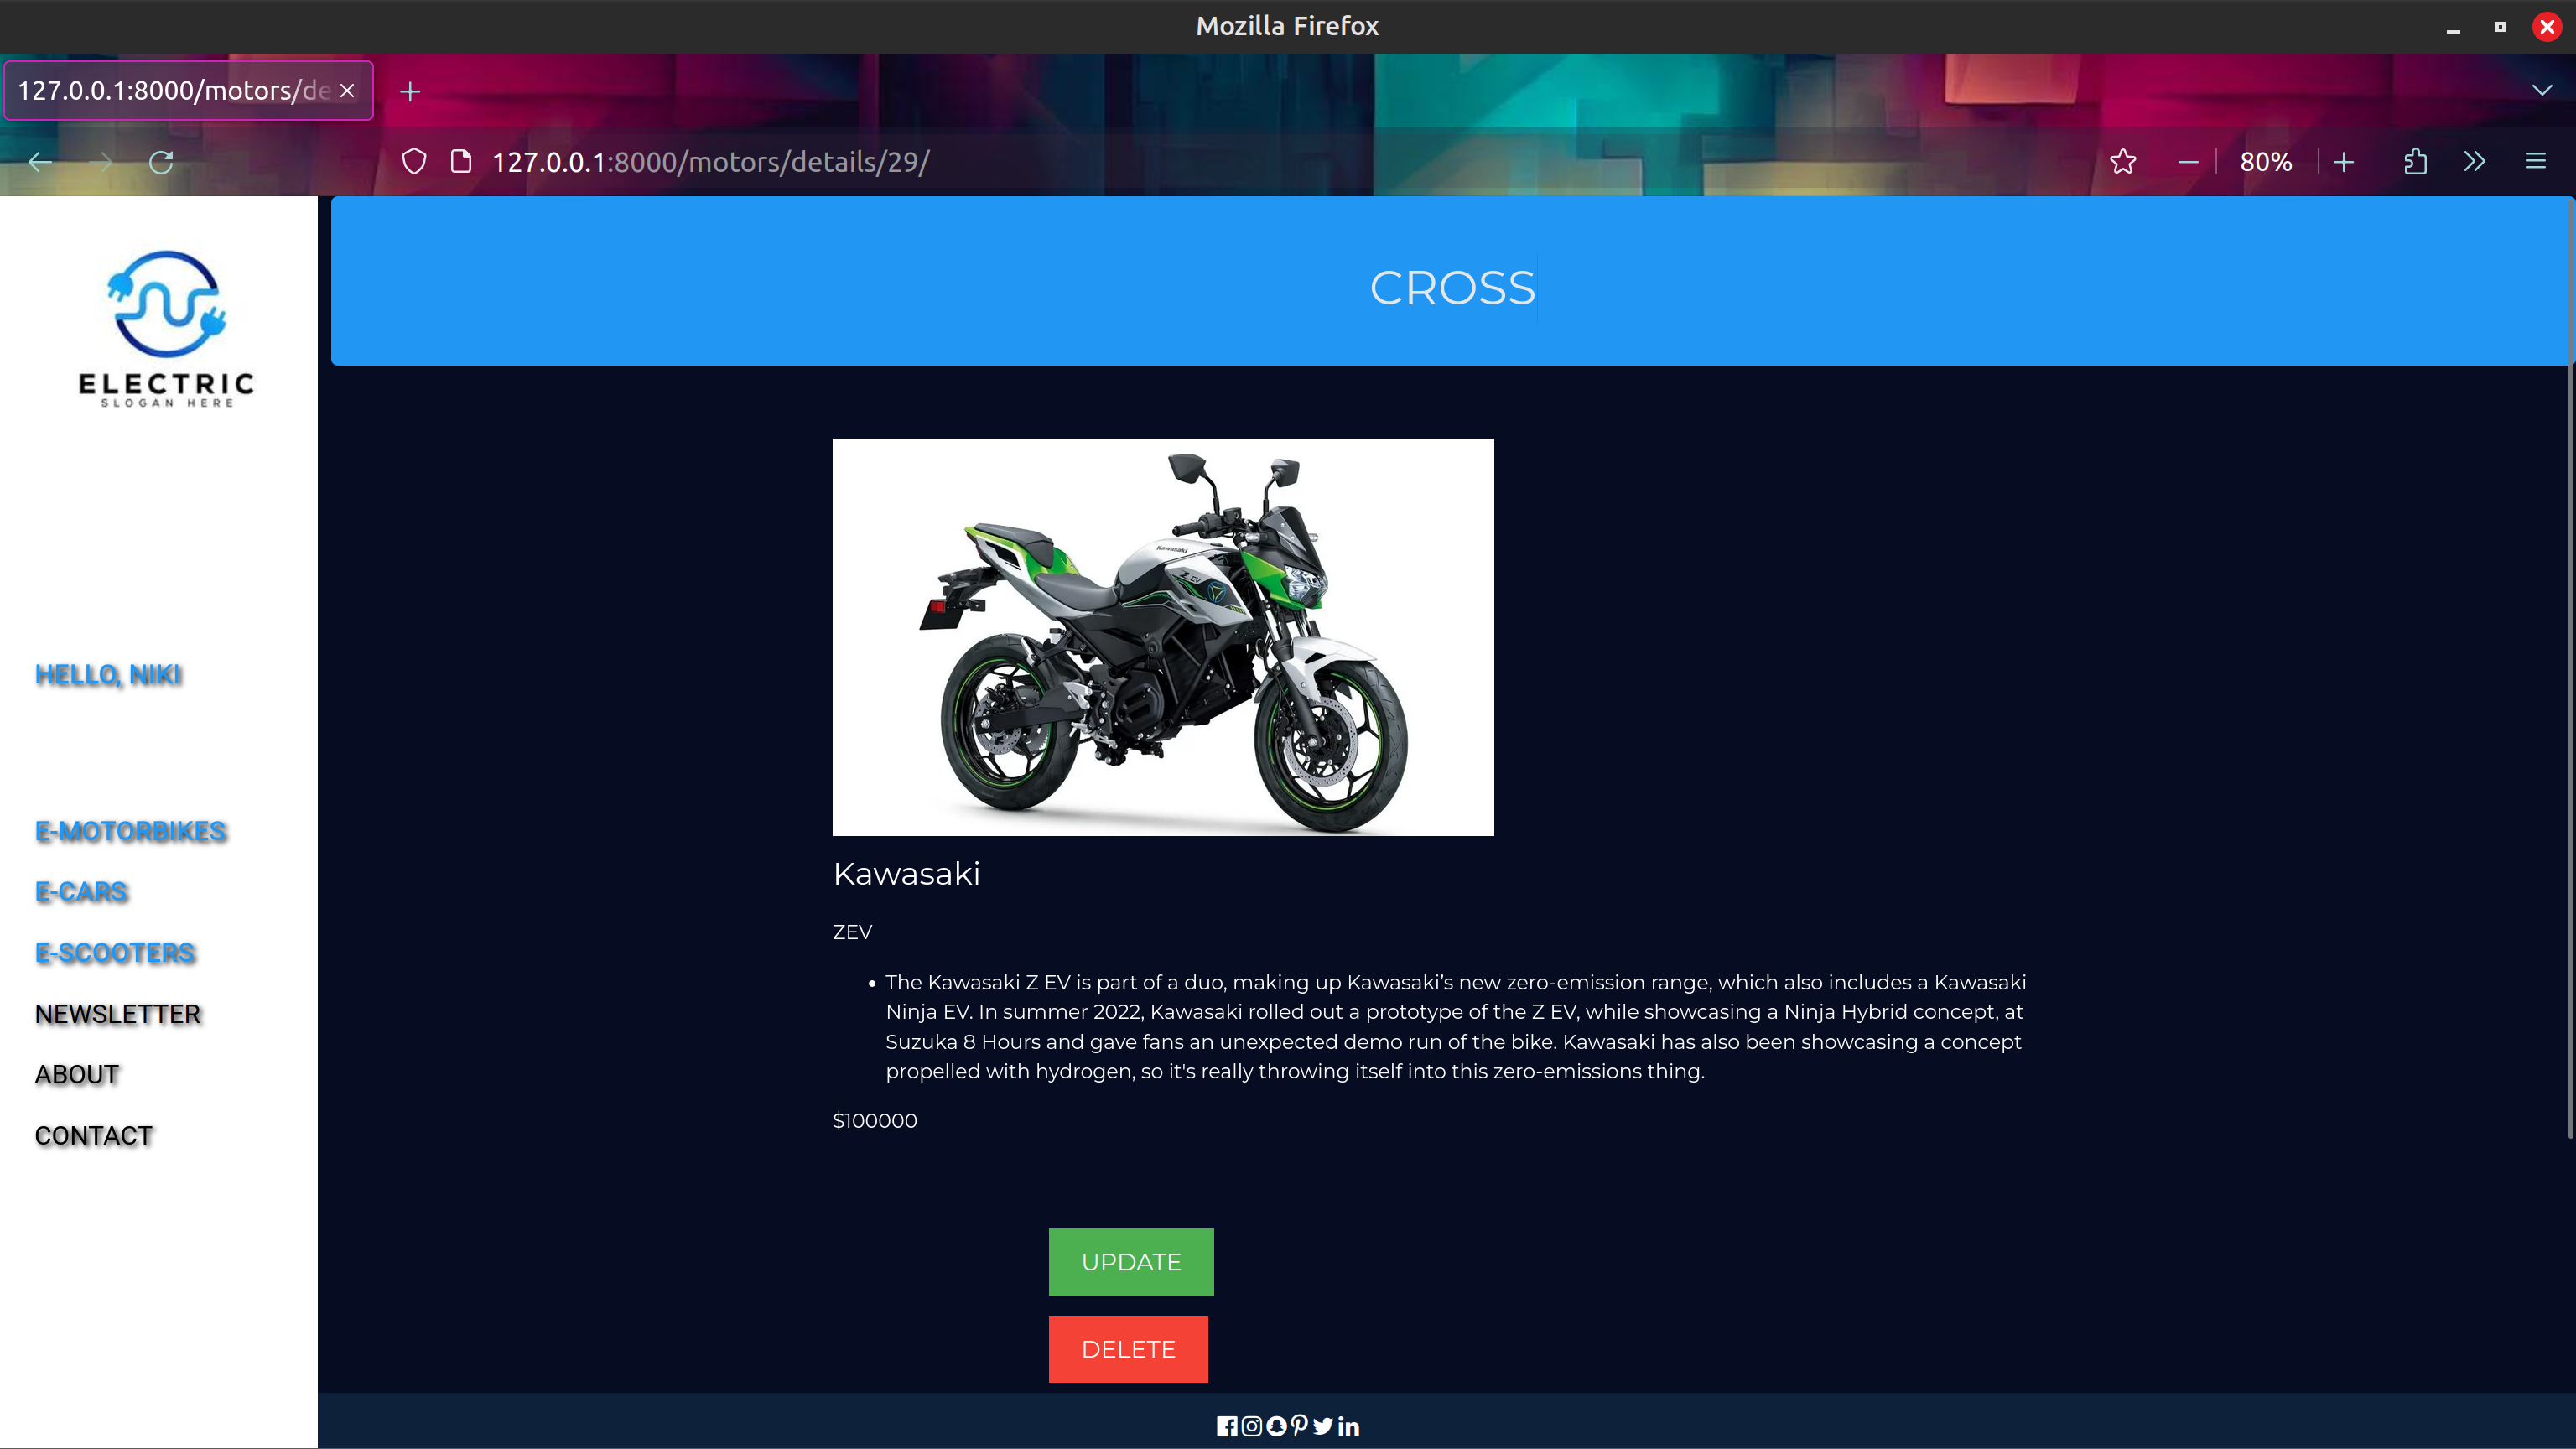 Mozilla Firefox
127.0.0.1:8000/motors/de
127.0.0.1:8000/motors/details/29/
80%
ELECTRIC
SLOGAN HERE
HELLO, NIKI
E-MOTORBIKES
E-CARS
E-SCOOTERS
NEWSLETTER
ABOUT
CONTACT
CROSS
Kawasaki
Z EV
Kawasaki
ZEV
• The Kawasaki Z EV is part of a duo, making up Kawasaki’s new zero-emission range, which also includes a Kawasaki
Ninja EV. In summer 2022, Kawasaki rolled out a prototype of the Z EV, while showcasing a Ninja Hybrid concept, at
Suzuka 8 Hours and gave fans an unexpected demo run of the bike. Kawasaki has also been showcasing a concept
propelled with hydrogen, so it's really throwing itself into this zero-emissions thing.
$100000
UPDATE
DELETE